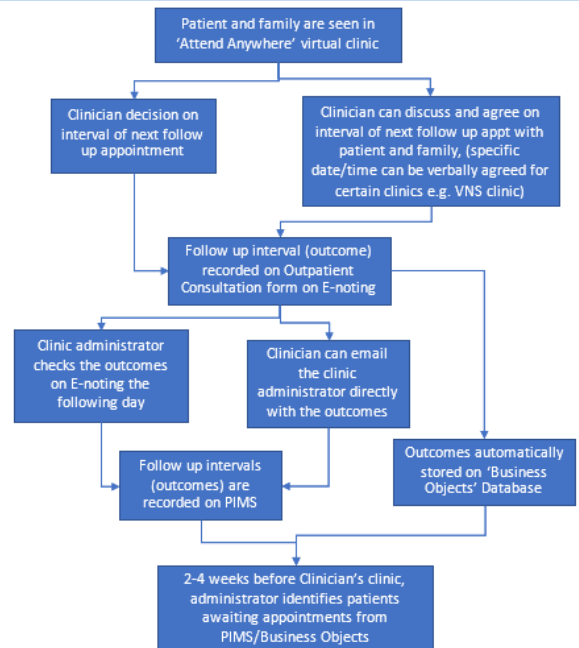 Patient and family are seen in
'Attend Anywhere' virtual clinic
Clinician decision on
interval of next follow
up appointment
Clinician can discuss and agree on
interval of next follow up appt with
patient and family, (specific
date/time can be verbally agreed for
certain clinics e.g. VNS clinic)
Follow up interval (outcome)
recorded on Outpatient
Consultation form on E-noting
Clinic administrator
checks the outcomes
on E-noting the
following day
Clinician can email
the clinic
administrator directly
with the outcomes
Follow up intervals
(outcomes) are
recorded on PIMS
Outcomes automatically
stored on 'Business
Objects' Database
2-4 weeks before Clinician's clinic,
administrator identifies patients
awaiting appointments from
PIMS/Business Objects